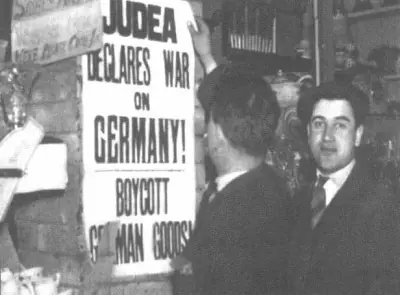 JUDEA
DECLARES WAR
ON
GERMANY!
BOYCOTT
GERMAN GOODS!